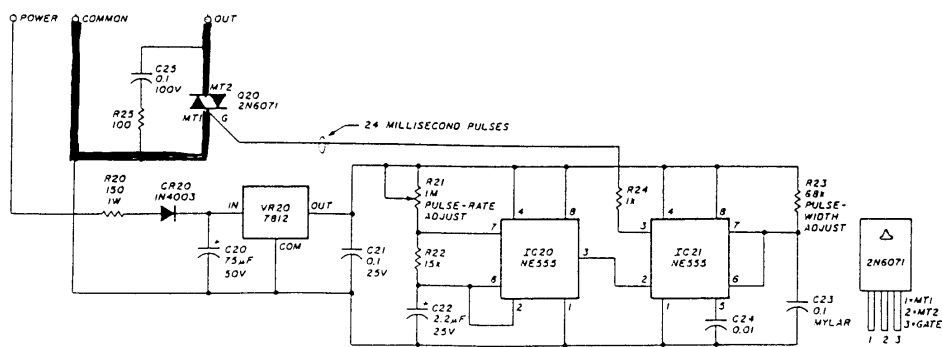 POWER
COMMON
OUT
C25
0.1
100V
R25
100
MT2
MT1
G
Q20
2N6071
24 MILLISECOND PULSES
R20
150
1W
CR20
1N4003
IN
VR20
7812
OUT
COM
C20
75µF
50V
+
C21
0.1
25V
R21
1M
PULSE-RATE
ADJUST
R22
15k
C22
2.2µF
25V
+
4
8
7
6
2
IC20
NE555
3
1
R24
1k
3
2
4
8
7
6
IC21
NE555
1
5
C24
0.01
R23
68k
PULSE-
WIDTH
ADJUST
C23
0.1
MYLAR
2N6071
1=MT1
2=MT2
3=GATE
1 2 3